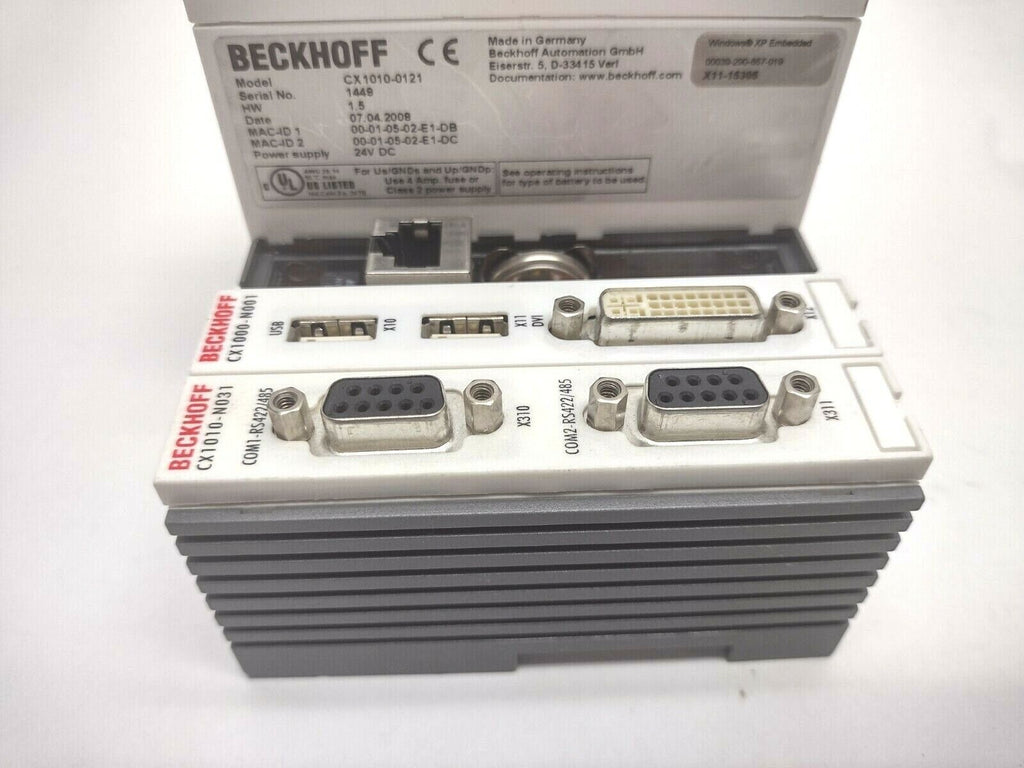 BECKHOFF CE
Model CX1010-0121
Serial No. 1449
HW 1.5
Date 07.04.2008
MAC-ID 1 00-01-05-02-E1-DB
MAC-ID 2 00-01-05-02-E1-DC
Power supply 24V DC
Made in Germany
Beckhoff Automation GmbH
Eiserstr. 5, D-33415 Verl
Documentation: www.beckhoff.com
Windows® XP Embedded
X11-15306
c UL US LISTED
For Us/GNDs and Up/GNDp:
Use 4 Amp. fuse or
Class 2 power supply
See operating instructions
for type of battery to be used.
BECKHOFF
CX1000-N001
USB
X10
X11
DVI
BECKHOFF
CX1010-N031
COM1-RS422/485
X310
COM2-RS422/485
X311